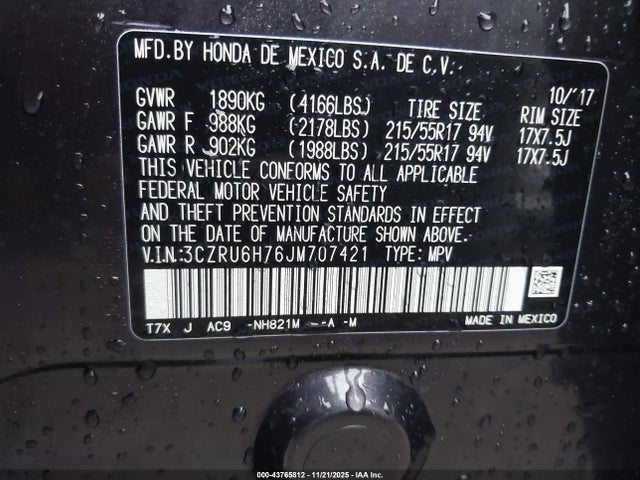 MFD.BY HONDA DE MEXICO S.A. DE C.V.
10/'17
GVWR 1890KG (4166LBS) TIRE SIZE RIM SIZE
GAWR F 988KG (2178LBS) 215/55R17 94V 17X7.5J
GAWR R 902KG (1988LBS) 215/55R17 94V 17X7.5J
THIS VEHICLE CONFORMS TO ALL APPLICABLE
FEDERAL MOTOR VEHICLE SAFETY
AND THEFT PREVENTION STANDARDS IN EFFECT
ON THE DATE OF MANUFACTURE SHOWN ABOVE.
V.I.N:3CZRU6H76JM707421 TYPE: MPV
T7X J AC9 -NH821M --A -M MADE IN MEXICO
000-43765812 - 11/21/2025 - IAA Inc.